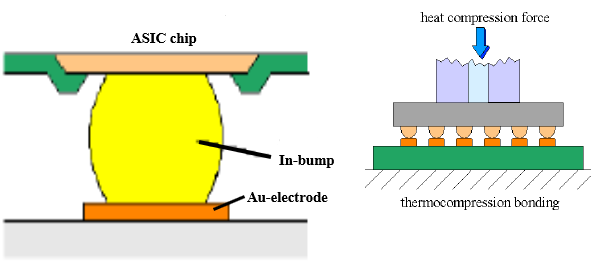 ASIC chip
In-bump
Au-electrode
heat compression force
thermocompression bonding